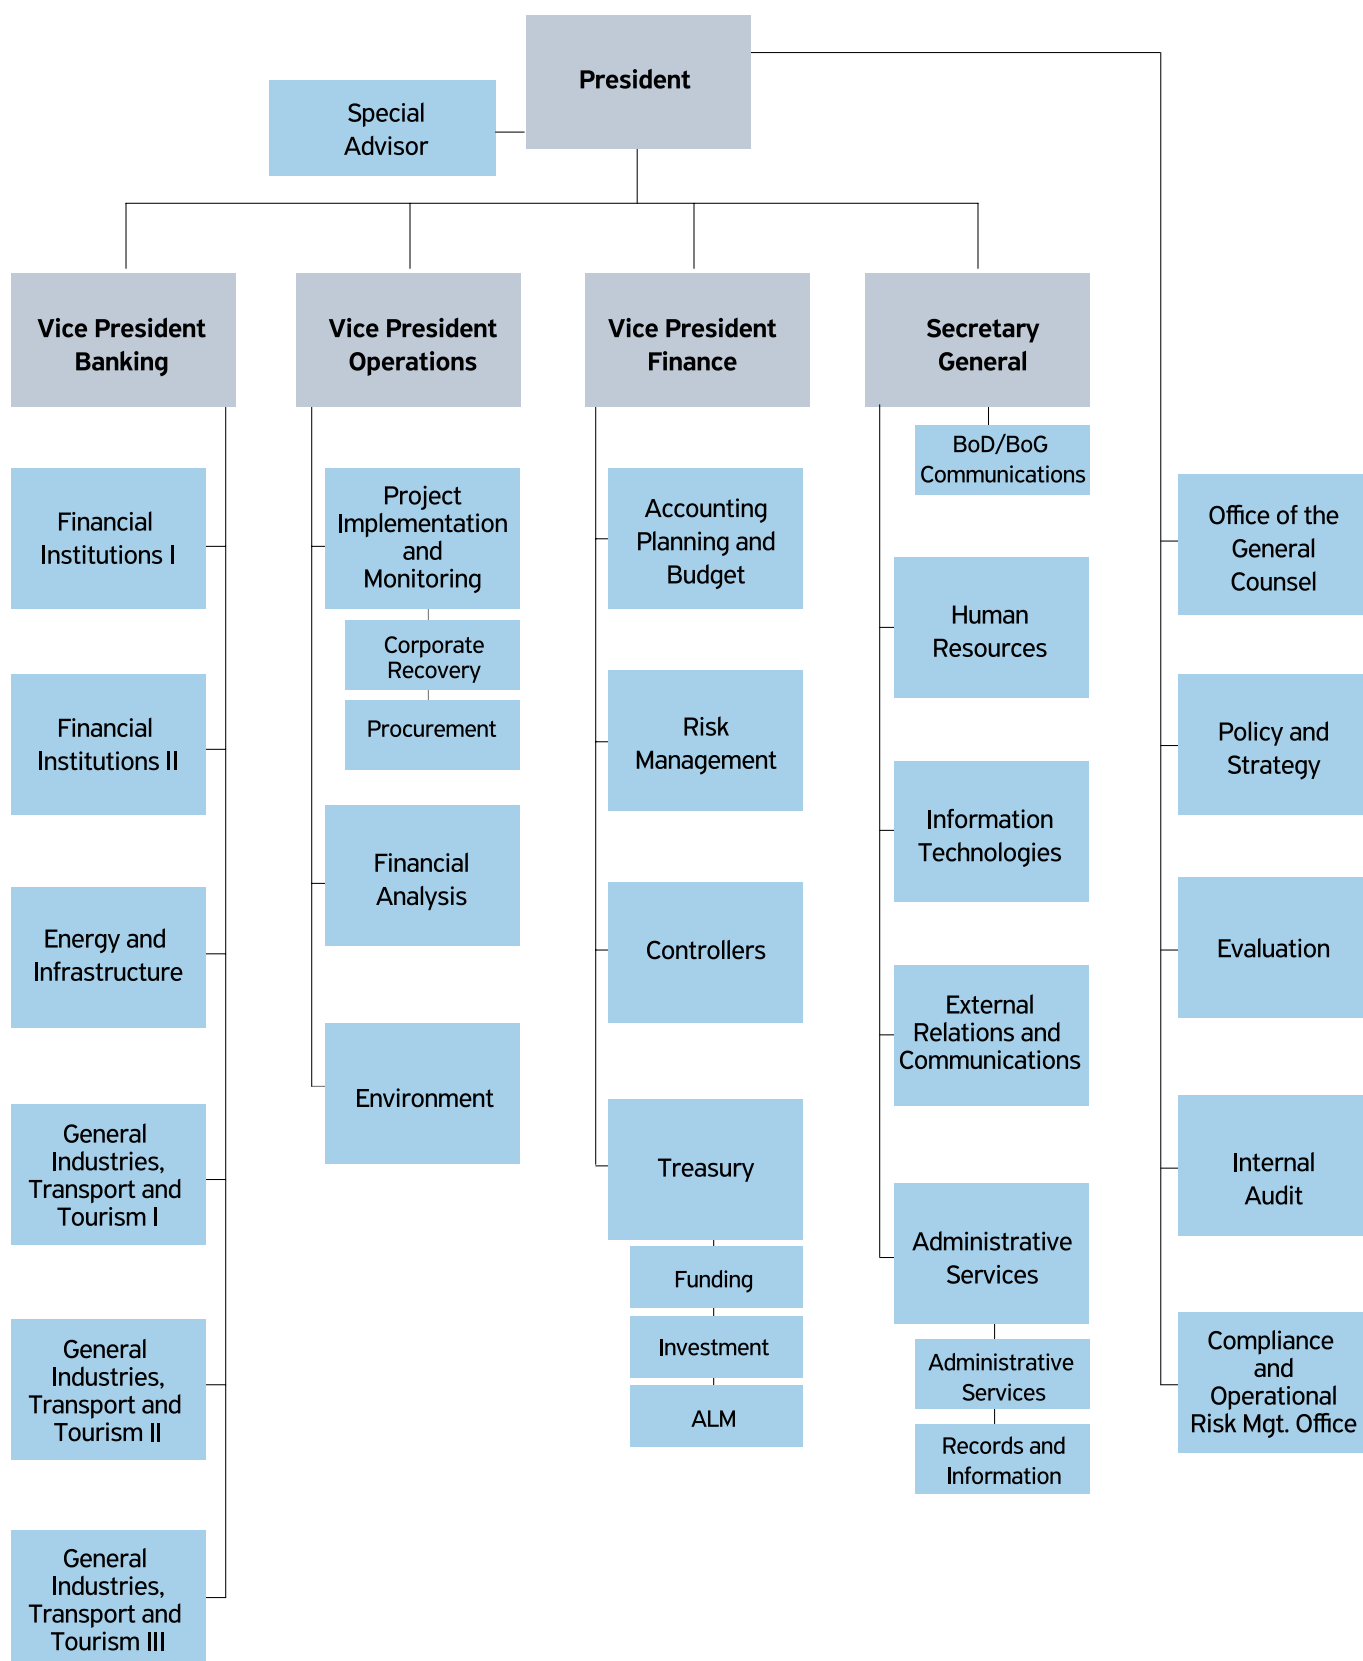 President
Special
Advisor
Vice President
Banking
Vice President
Operations
Vice President
Finance
Secretary
General
Financial
Institutions I
Financial
Institutions II
Energy and
Infrastructure
General
Industries,
Transport and
Tourism I
General
Industries,
Transport and
Tourism II
General
Industries,
Transport and
Tourism III
Project
Implementation
and
Monitoring
Corporate
Recovery
Procurement
Financial
Analysis
Environment
Accounting
Planning and
Budget
Risk
Management
Controllers
Treasury
Funding
Investment
ALM
BoD/BoG
Communications
Human
Resources
Information
Technologies
External
Relations and
Communications
Administrative
Services
Administrative
Services
Records and
Information
Office of the
General
Counsel
Policy and
Strategy
Evaluation
Internal
Audit
Compliance
and
Operational
Risk Mgt. Office